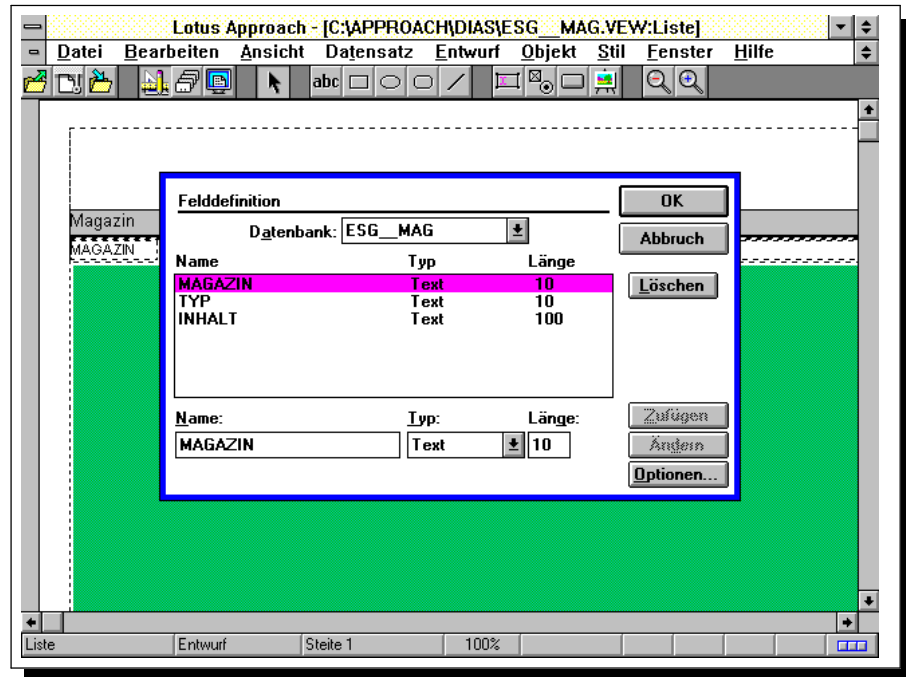 Lotus Approach - [C:\APPROACH\DIAS\ESG__MAG.VEW:Liste]
Datei Bearbeiten Ansicht Datensatz Entwurf Objekt Stil Fenster Hilfe
abc
Magazin
MAGAZIN
Felddefinition
OK
Datenbank: ESG__MAG
Abbruch
Name Typ Länge
MAGAZIN Text 10
Löschen
TYP Text 10
INHALT Text 100
Name: Typ: Länge:
Zufügen
MAGAZIN Text 10
Ändern
Optionen...
Liste Entwurf Steite 1 100%